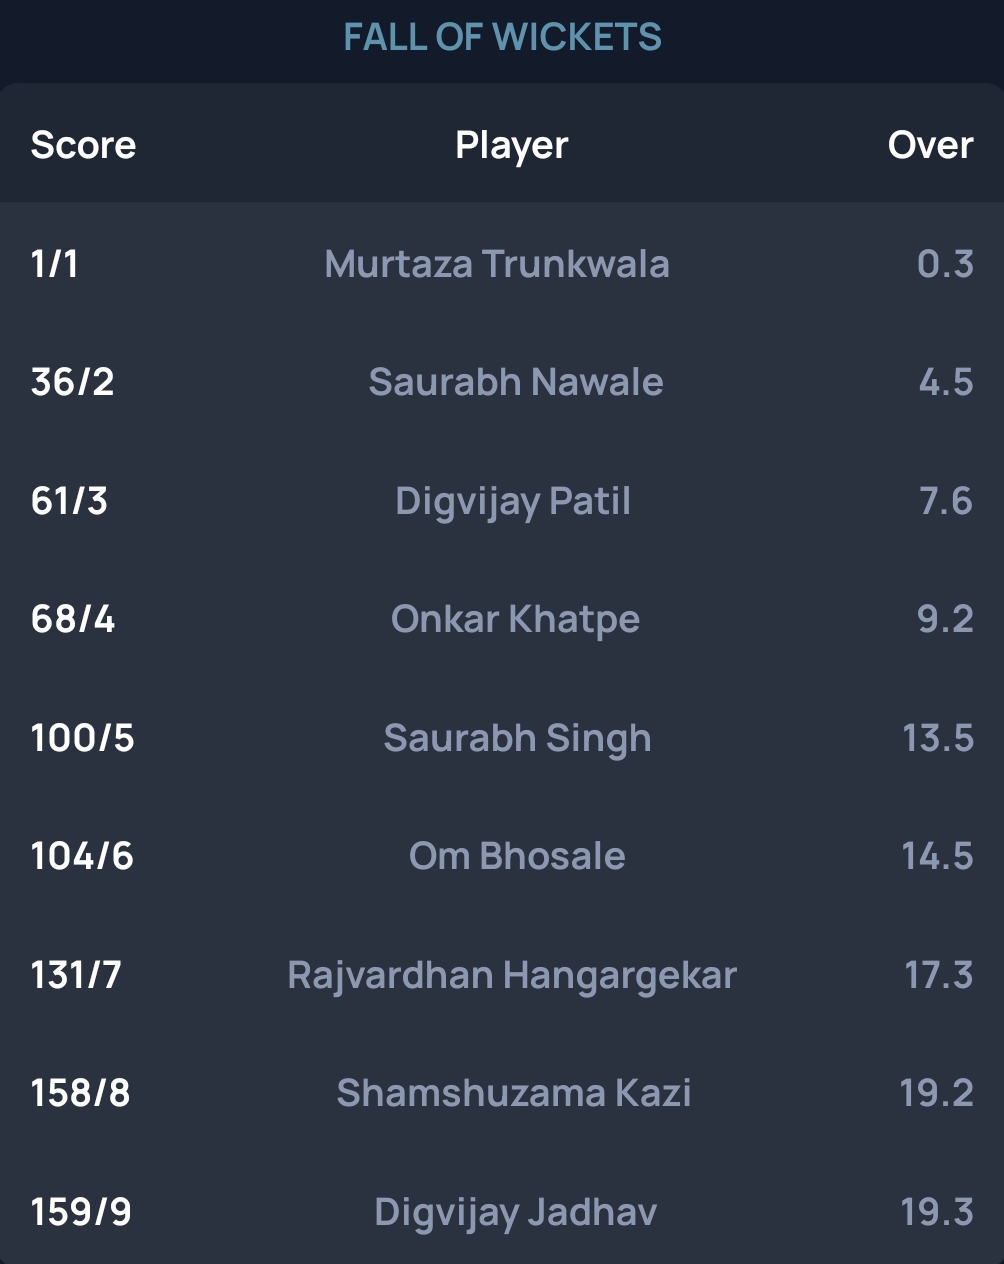 FALL OF WICKETS
Score Player Over
1/1 Murtaza Trunkwala 0.3
36/2 Saurabh Nawale 4.5
61/3 Digvijay Patil 7.6
68/4 Onkar Khatpe 9.2
100/5 Saurabh Singh 13.5
104/6 Om Bhosale 14.5
131/7 Rajvardhan Hangargekar 17.3
158/8 Shamshuzama Kazi 19.2
159/9 Digvijay Jadhav 19.3